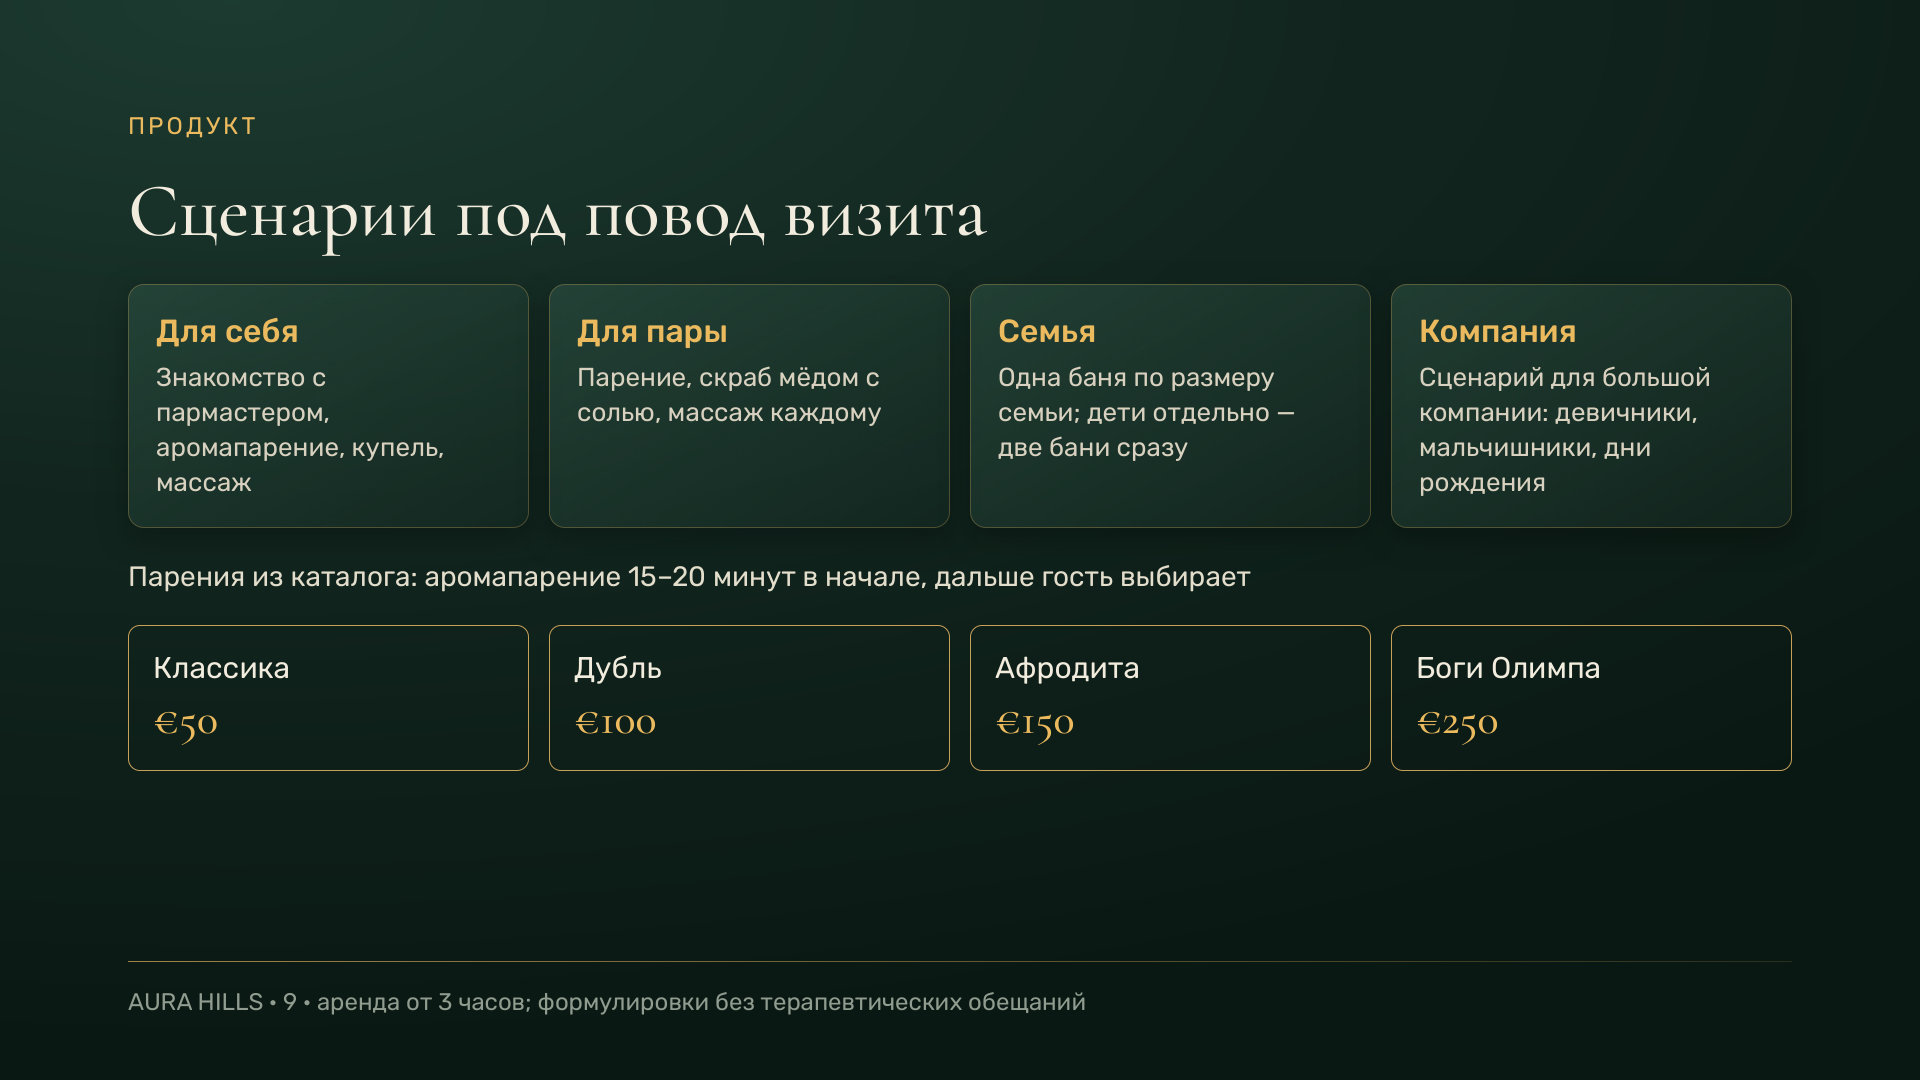 ПРОДУКТ
Сценарии под повод визита
Для себя
Знакомство с
пармастером,
аромапарение, купель,
массаж
Для пары
Парение, скраб мёдом с
солью, массаж каждому
Семья
Одна баня по размеру
семьи; дети отдельно —
две бани сразу
Компания
Сценарий для большой
компании: девичники,
мальчишники, дни
рождения
Парения из каталога: аромапарение 15–20 минут в начале, дальше гость выбирает
Классика
€50
Дубль
€100
Афродита
€150
Боги Олимпа
€250
AURA HILLS • 9 • аренда от 3 часов; формулировки без терапевтических обещаний